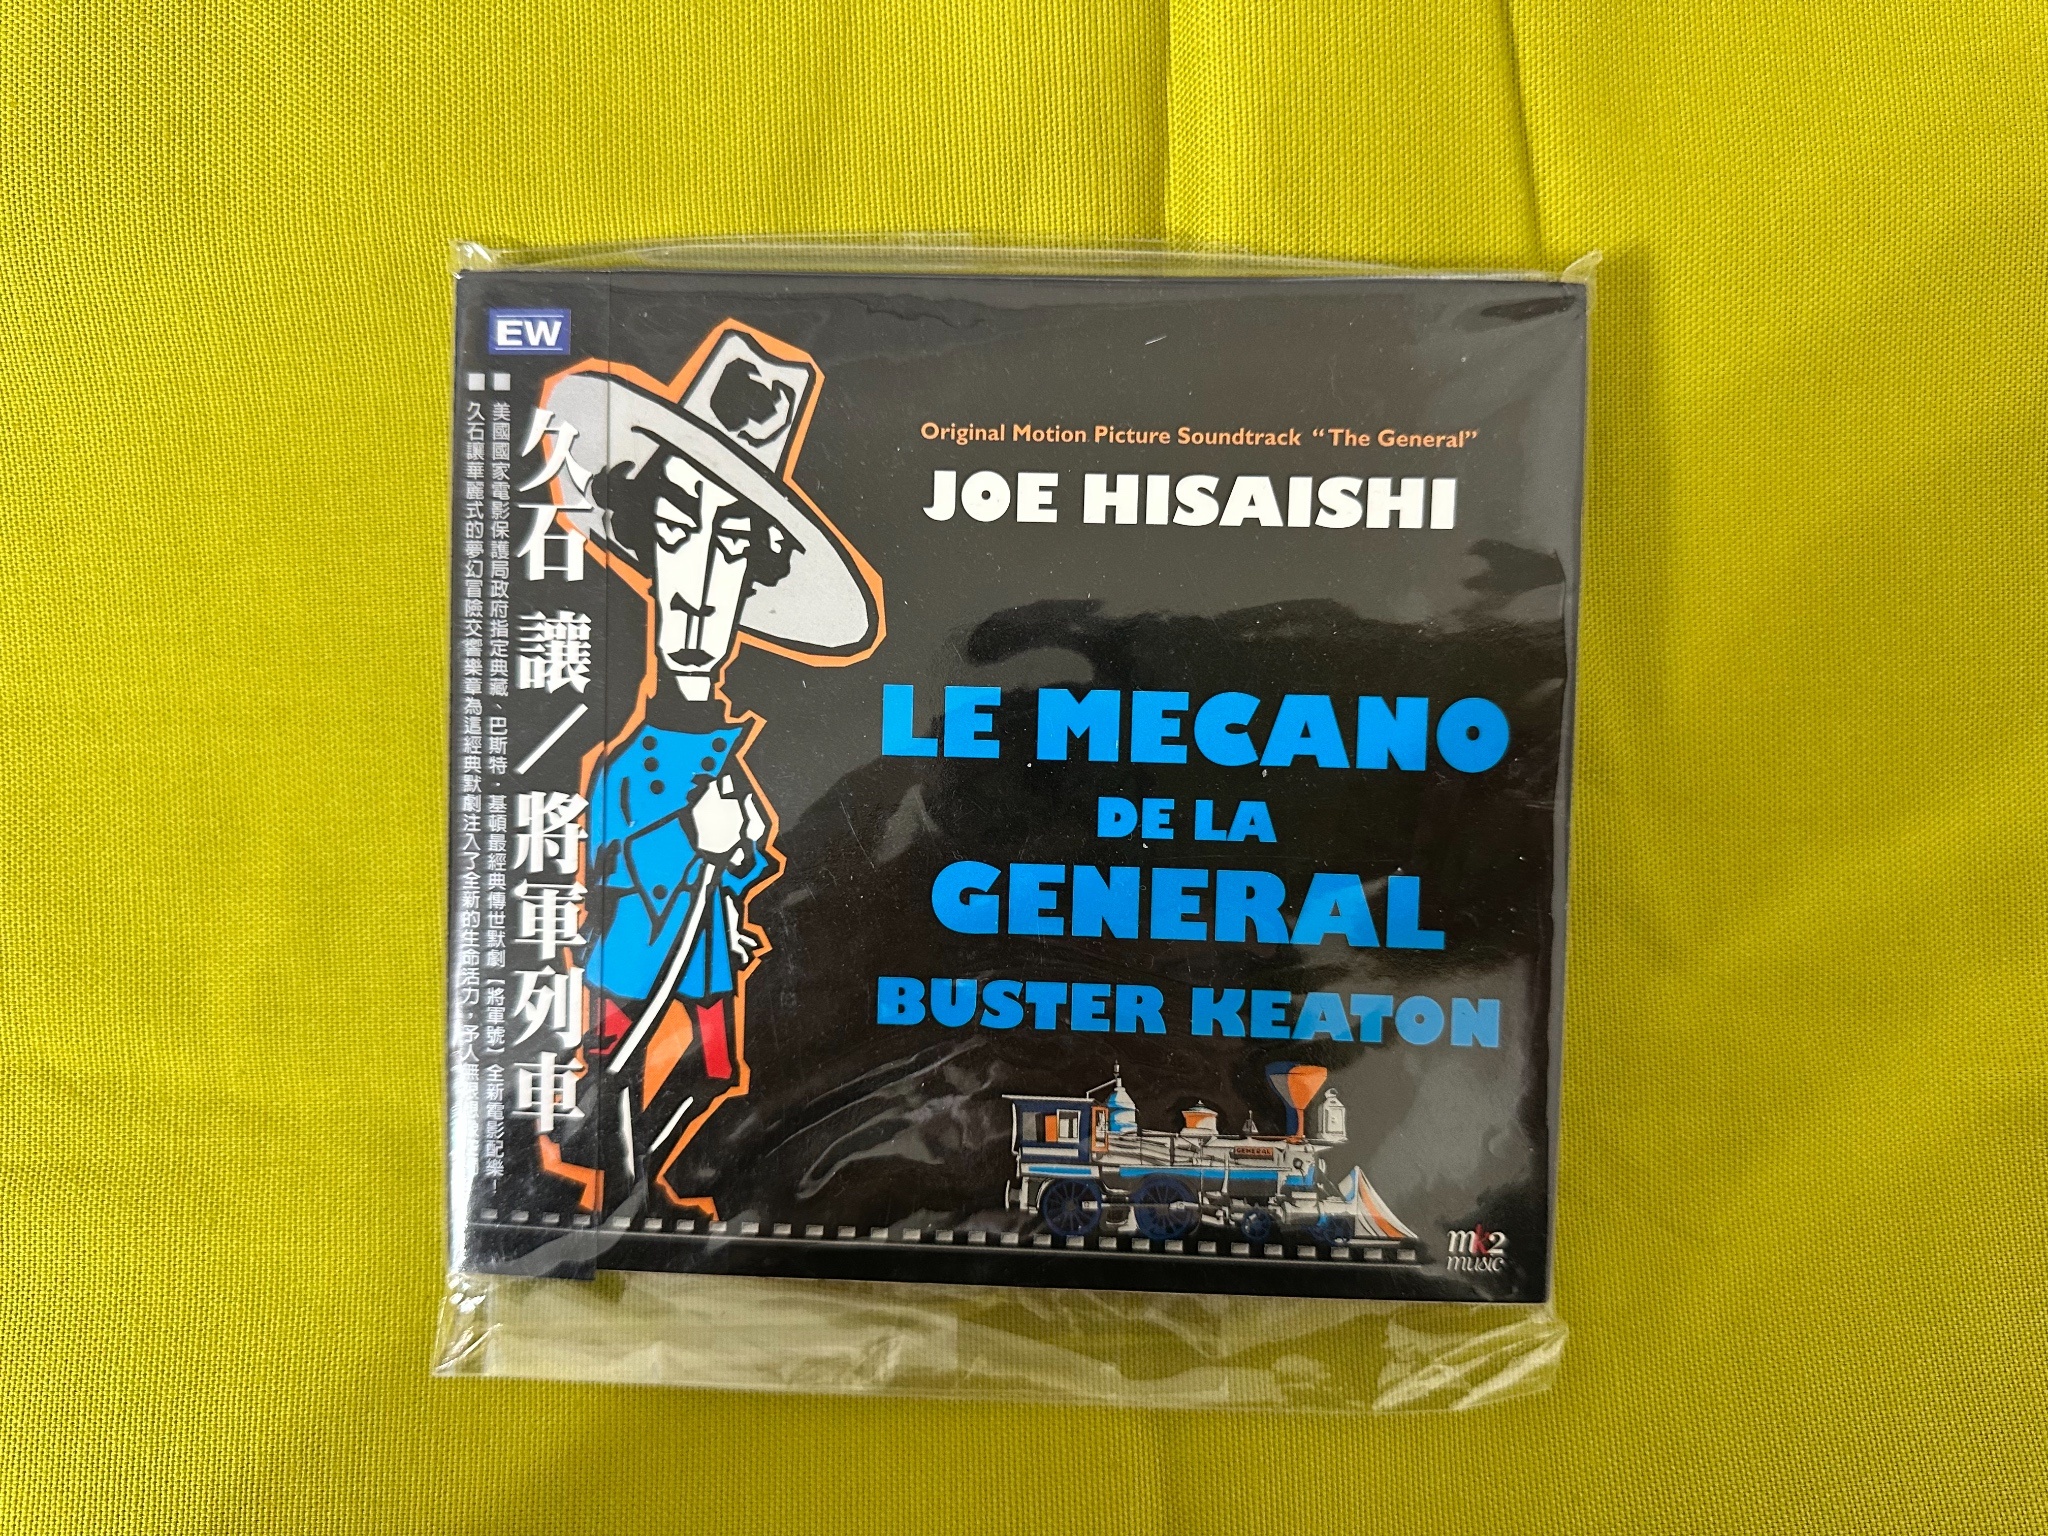 EW
久石 讓／將軍列車
■ 美國國家電影保護局政府指定典藏、巴斯特．基頓最經典傳世默劇【將軍號】全新電影配樂！
■ 久石讓華麗式的夢幻冒險交響樂章為這經典默劇注入了全新的生命活力，予人無限想像空間！
Original Motion Picture Soundtrack “The General”
JOE HISAISHI
LE MECANO
DE LA
GENERAL
BUSTER KEATON
GENERAL
mk2
music